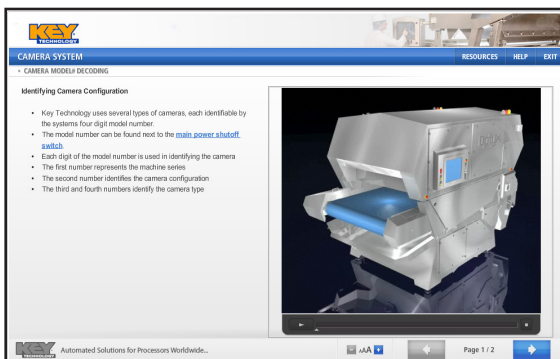 KEY
TECHNOLOGY
CAMERA SYSTEM
RESOURCES HELP EXIT
CAMERA MODEL# DECODING
Identifying Camera Configuration
• Key Technology uses several types of cameras, each identifiable by
the systems four digit model number.
• The model number can be found next to the main power shutoff
switch.
• Each digit of the model number is used in identifying the camera
• The first number represents the machine series
• The second number identifies the camera configuration
• The third and fourth numbers identify the camera type
KEY
TECHNOLOGY
Automated Solutions for Processors Worldwide...
AAA
Page 1 / 2